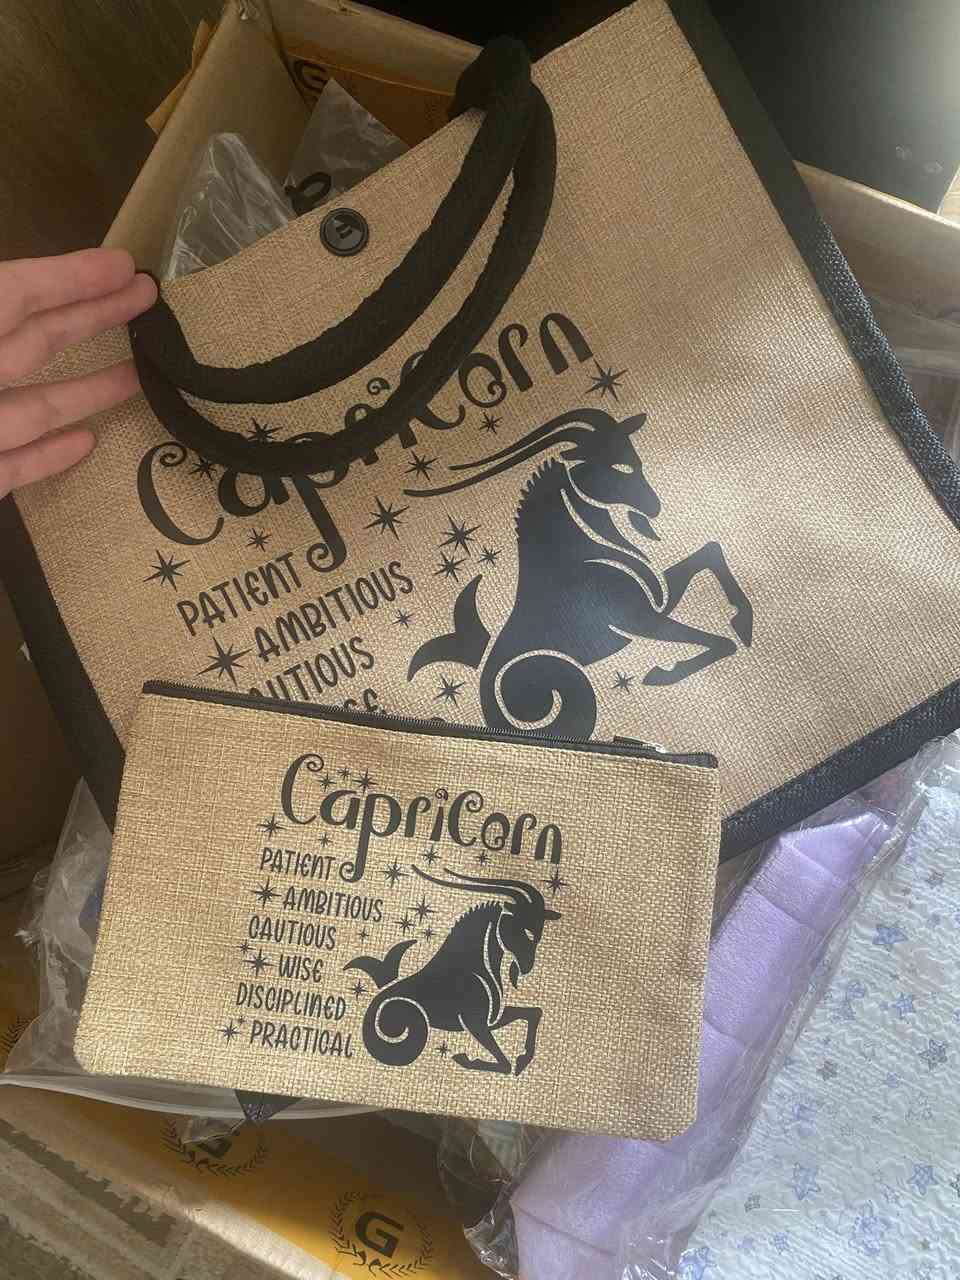 G
Capricorn
PATIENT
AMBITIOUS
Capricorn
PATIENT
AMBITIOUS
CAUTIOUS
WISE
DISCIPLINED
PRACTICAL
G